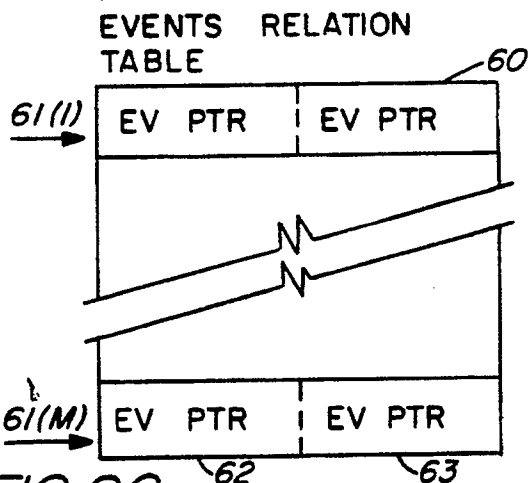 EVENTS RELATION
TABLE
60
61(1) EV PTR EV PTR
61(M) EV PTR EV PTR
62 63